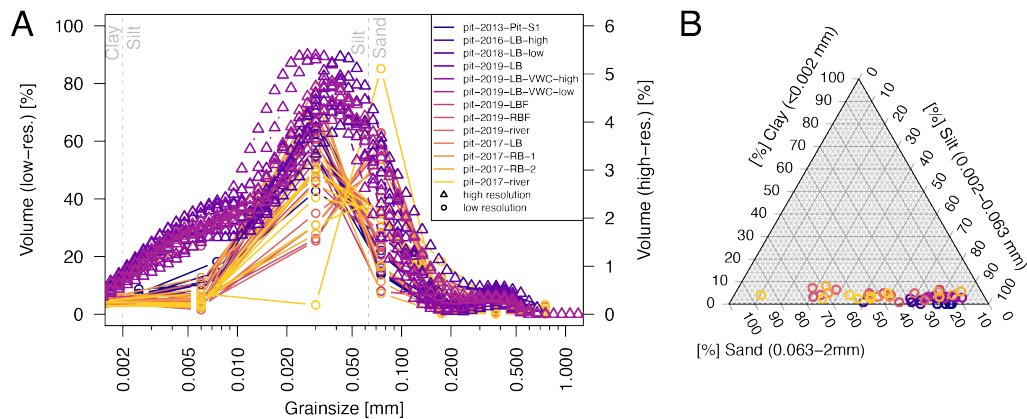 A
Volume (low-res.) [%]
100
80
60
40
20
0
Clay
Silt
Silt
Sand
pit-2013-Pit-S1
pit-2016-LB-high
pit-2018-LB-low
pit-2019-LB
pit-2019-LB-VWC-high
pit-2019-LB-VWC-low
pit-2019-LBF
pit-2019-RBF
pit-2019-river
pit-2017-LB
pit-2017-RB-1
pit-2017-RB-2
pit-2017-river
high resolution
low resolution
6
5
4
3
2
1
0
Volume (high-res.) [%]
0.002
0.005
0.010
0.020
0.050
0.100
0.200
0.500
1.000
Grainsize [mm]
B
[%] Clay (<0.002 mm)
100
90
80
70
60
50
40
30
20
10
0
[%] Silt (0.002-0.063 mm)
0
10
20
30
40
50
60
70
80
90
100
100
90
80
70
60
50
40
30
20
10
0
[%] Sand (0.063-2mm)